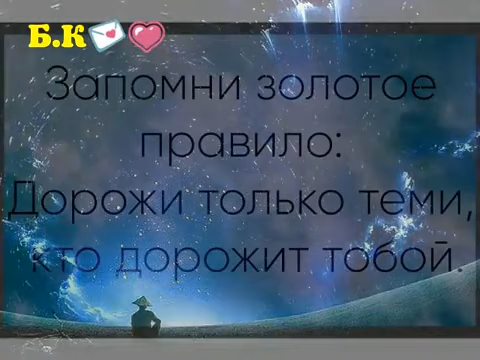 Б.К💌💗
Запомни золотое
правило:
Дорожи только теми,
кто дорожит тобой.